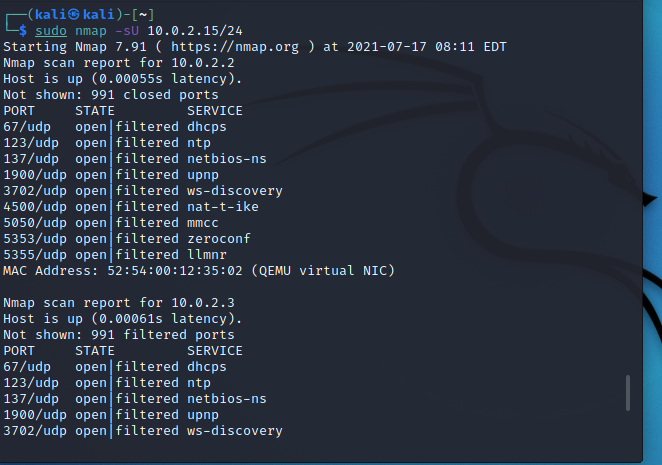 ┌──(kali㉿kali)-[~]
└─$ sudo nmap -sU 10.0.2.15/24
Starting Nmap 7.91 ( https://nmap.org ) at 2021-07-17 08:11 EDT
Nmap scan report for 10.0.2.2
Host is up (0.00055s latency).
Not shown: 991 closed ports
PORT     STATE         SERVICE
67/udp   open|filtered dhcps
123/udp  open|filtered ntp
137/udp  open|filtered netbios-ns
1900/udp open|filtered upnp
3702/udp open|filtered ws-discovery
4500/udp open|filtered nat-t-ike
5050/udp open|filtered mmcc
5353/udp open|filtered zeroconf
5355/udp open|filtered llmnr
MAC Address: 52:54:00:12:35:02 (QEMU virtual NIC)

Nmap scan report for 10.0.2.3
Host is up (0.00061s latency).
Not shown: 991 filtered ports
PORT     STATE         SERVICE
67/udp   open|filtered dhcps
123/udp  open|filtered ntp
137/udp  open|filtered netbios-ns
1900/udp open|filtered upnp
3702/udp open|filtered ws-discovery